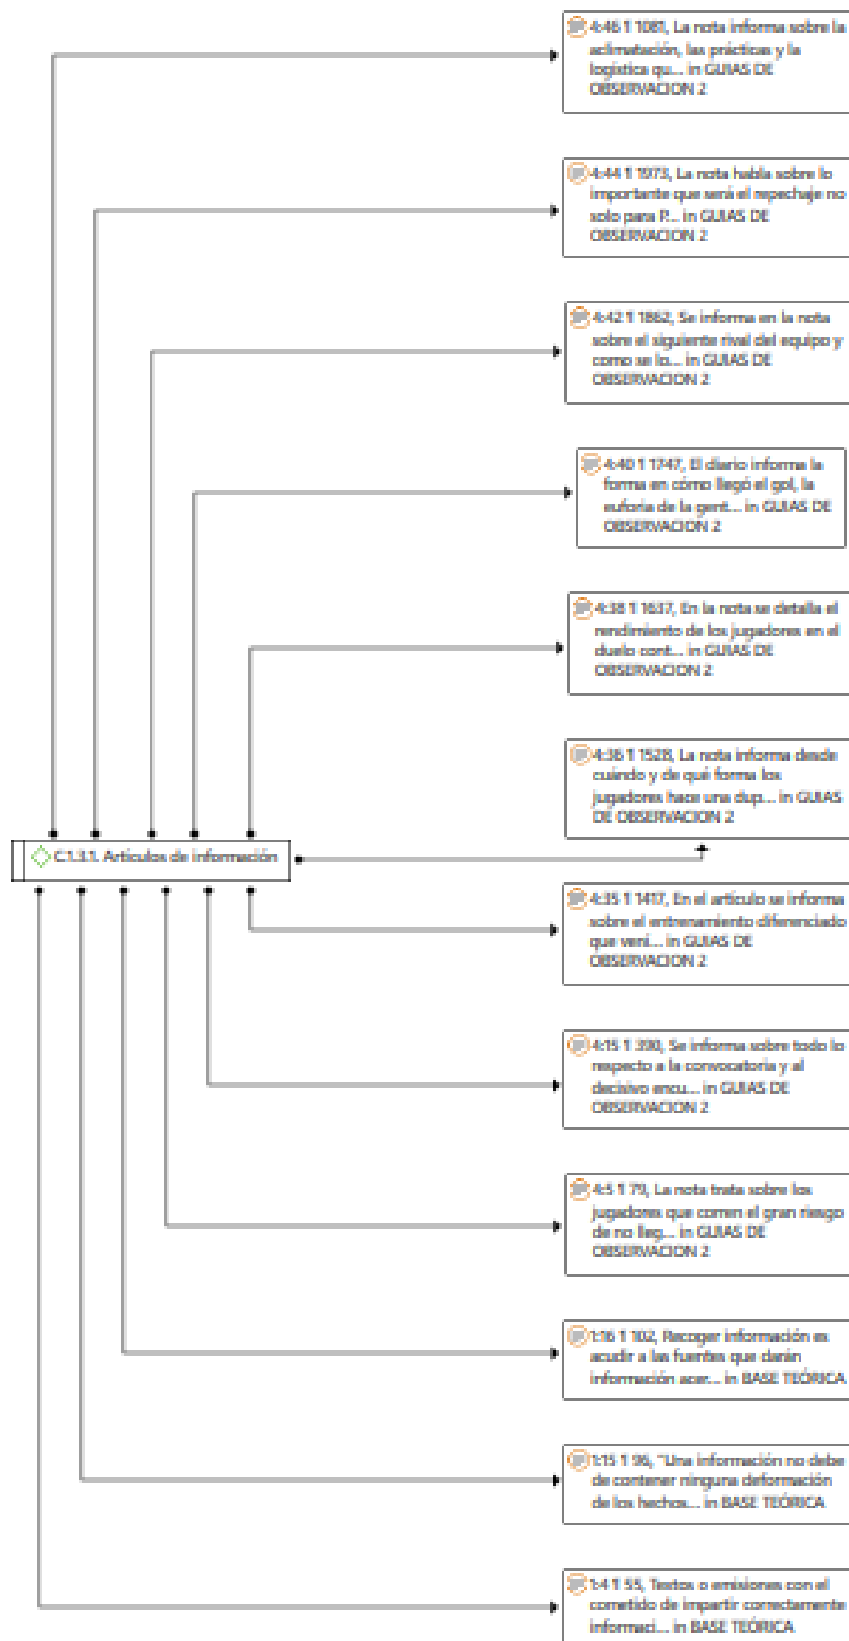 4:46 ¶ 1081, La nota informa sobre la
aclimatación, las prácticas y la
logística qu... in GUIAS DE
OBSERVACION 2
4:44 ¶ 1973, La nota habla sobre lo
importante que será el repechaje no
solo para P... in GUIAS DE
OBSERVACION 2
4:42 ¶ 1862, Se informa en la nota
sobre el siguiente rival del equipo y
como se lo... in GUIAS DE
OBSERVACION 2
4:40 ¶ 1747, El diario informa la
forma en cómo llegó el gol, la
euforia de la gent... in GUIAS DE
OBSERVACION 2
4:38 ¶ 1637, En la nota se detalla el
rendimiento de los jugadores en el
duelo cont... in GUIAS DE
OBSERVACION 2
4:36 ¶ 1528, La nota informa desde
cuándo y de qué forma los
jugadores hace una dup... in GUIAS
DE OBSERVACION 2
C.1.3.1. Artículos de información
4:35 ¶ 1417, En el artículo se informa
sobre el entrenamiento diferenciado
que vení... in GUIAS DE
OBSERVACION 2
4:15 ¶ 390, Se informa sobre todo lo
respecto a la convocatoria y al
decisivo encu... in GUIAS DE
OBSERVACION 2
4:5 ¶ 79, La nota trata sobre los
jugadores que corren el gran riesgo
de no lleg... in GUIAS DE
OBSERVACION 2
1:16 ¶ 102, Recoger información es
acudir a las fuentes que darán
información acer... in BASE TEÓRICA
1:15 ¶ 96, "Una información no debe
de contener ninguna deformación
de los hechos... in BASE TEÓRICA
1:4 ¶ 55, Textos o emisiones con el
cometido de impartir correctamente
informaci... in BASE TEÓRICA